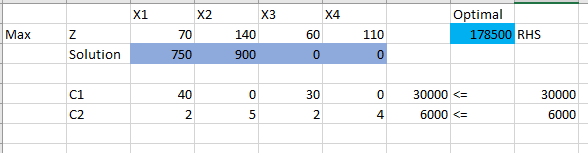 X1 X2 X3 X4 Optimal
Max Z 70 140 60 110 178500 RHS
Solution 750 900 0 0
C1 40 0 30 0 30000 <= 30000
C2 2 5 2 4 6000 <= 6000